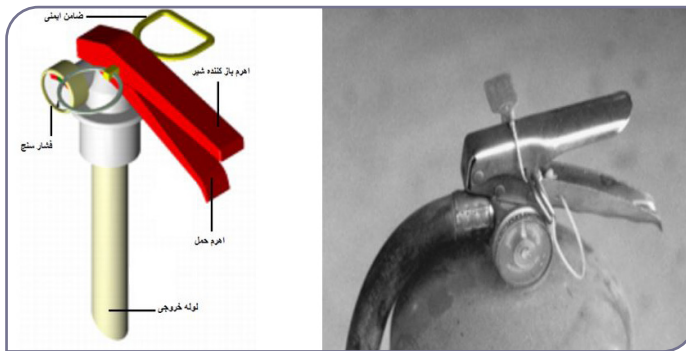 ضامن ایمنی
اهرم باز کننده شیر
فشار سنج
اهرم حمل
لوله خروجی